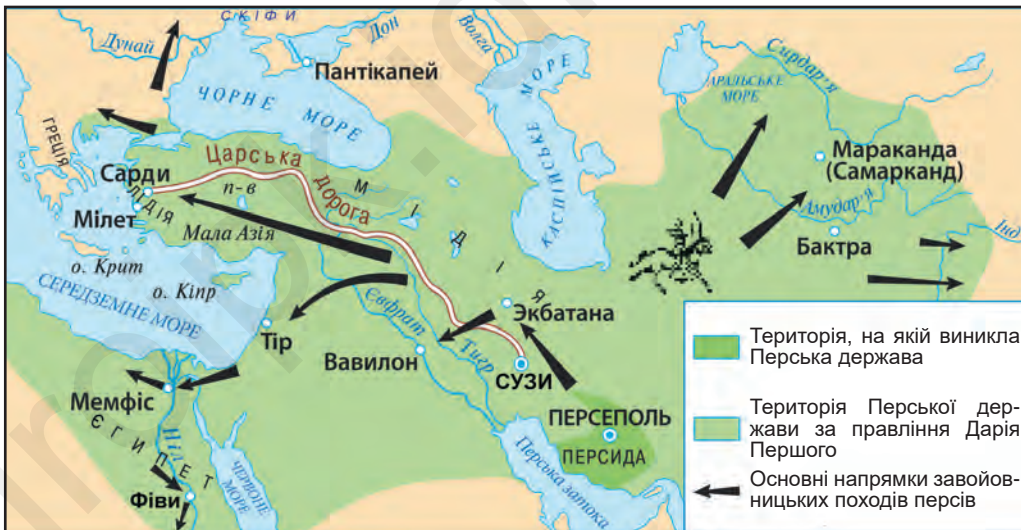 СКІФИ
Дунай
Дон
Волга
Пантікапей
ЧОРНЕ МОРЕ
КАСПІЙСЬКЕ МОРЕ
АРАЛЬСЬКЕ МОРЕ
Сирдар'я
Мараканда
(Самарканд)
Амудар'я
Бактра
Інд
ГРЕЦІЯ
Царська дорога
Сарди
ЛІДІЯ
п-в
Мала Азія
Мілет
МІДІЯ
о. Крит
о. Кіпр
СЕРЕДЗЕМНЕ МОРЕ
Тір
Євфрат
Тигр
Экбатана
Вавилон
СУЗИ
Мемфіс
ЄГИПЕТ
Ніл
ЧЕРВОНЕ МОРЕ
Фіви
ПЕРСЕПОЛЬ
ПЕРСИДА
Перська затока
Територія, на якій виникла
Перська держава
Територія Перської дер-
жави за правління Дарія
Першого
Основні напрямки завойов-
ницьких походів персів